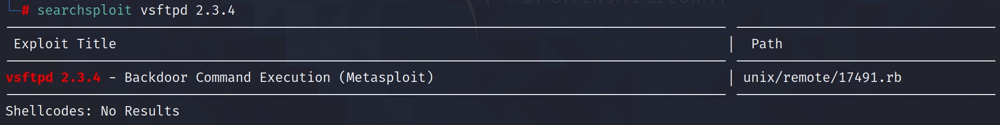 # searchsploit vsftpd 2.3.4
Exploit Title | Path
vsftpd 2.3.4 - Backdoor Command Execution (Metasploit) | unix/remote/17491.rb
Shellcodes: No Results